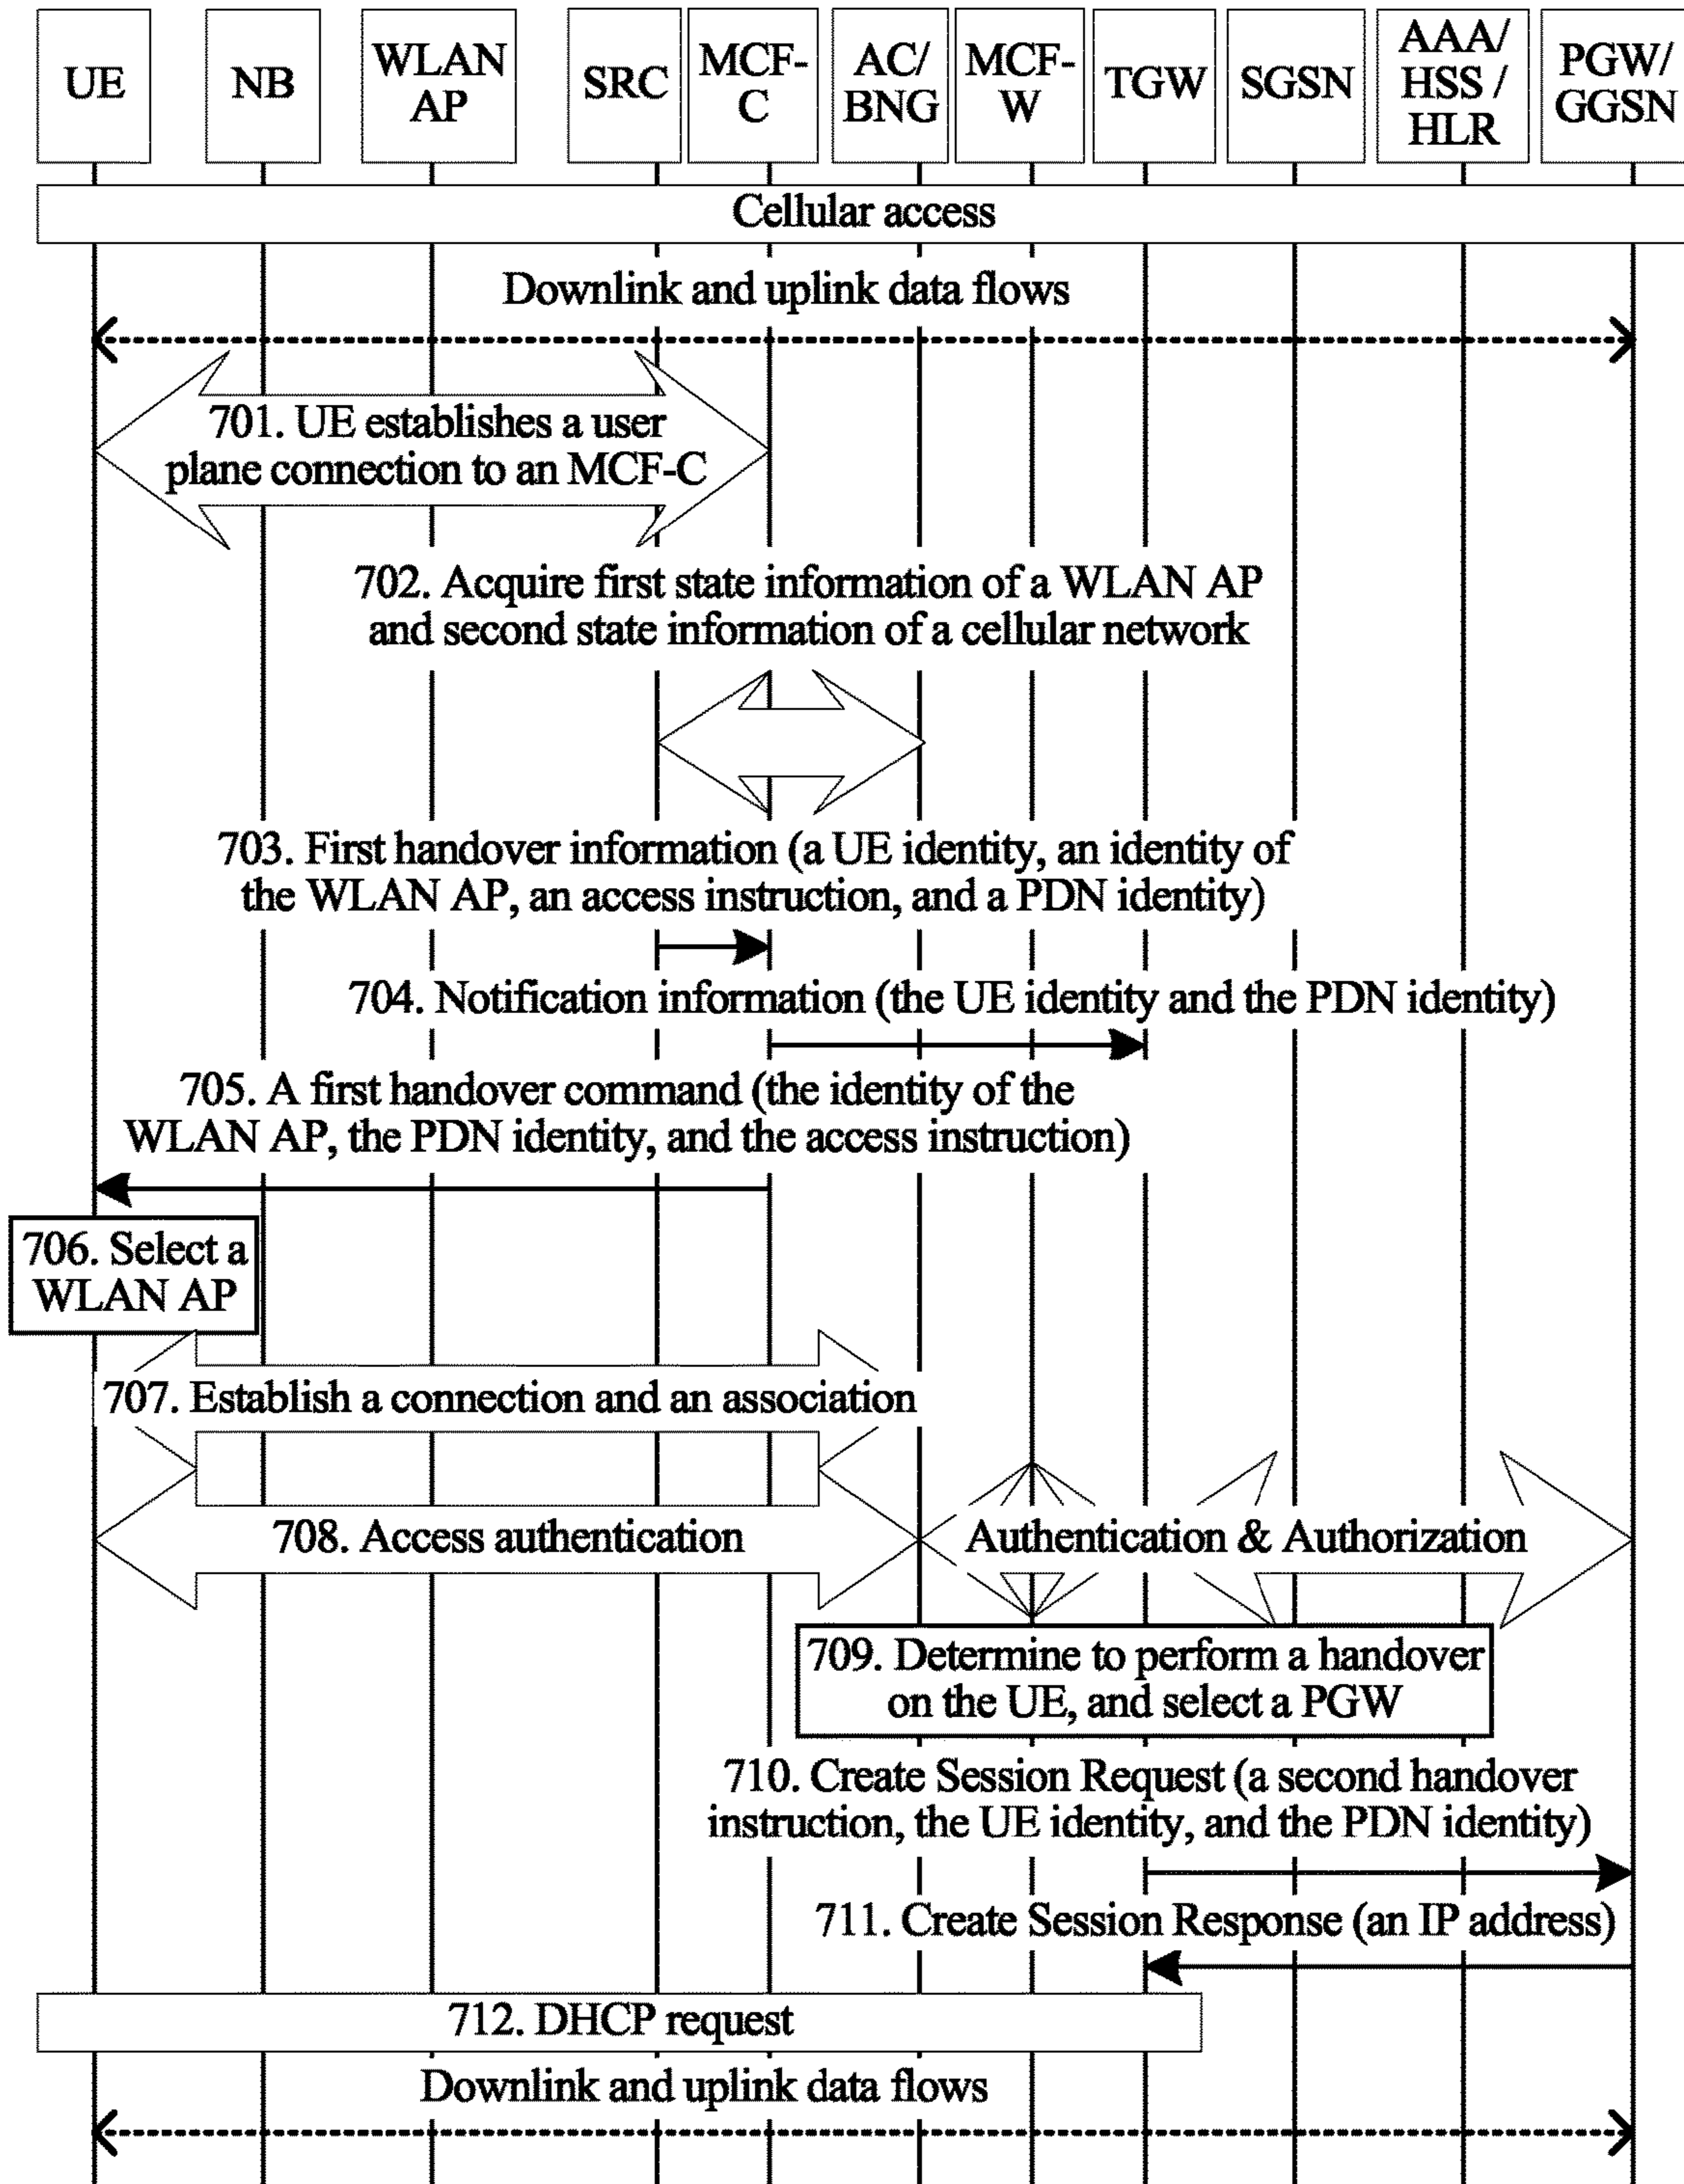 UE
NB
WLAN
AP
SRC
MCF-
C
AC/
BNG
MCF-
W
TGW
SGSN
AAA/
HSS /
HLR
PGW/
GGSN
Cellular access
Downlink and uplink data flows
701. UE establishes a user
plane connection to an MCF-C
702. Acquire first state information of a WLAN AP
and second state information of a cellular network
703. First handover information (a UE identity, an identity of
the WLAN AP, an access instruction, and a PDN identity)
704. Notification information (the UE identity and the PDN identity)
705. A first handover command (the identity of the
WLAN AP, the PDN identity, and the access instruction)
706. Select a
WLAN AP
707. Establish a connection and an association
708. Access authentication
Authentication & Authorization
709. Determine to perform a handover
on the UE, and select a PGW
710. Create Session Request (a second handover
instruction, the UE identity, and the PDN identity)
711. Create Session Response (an IP address)
712. DHCP request
Downlink and uplink data flows